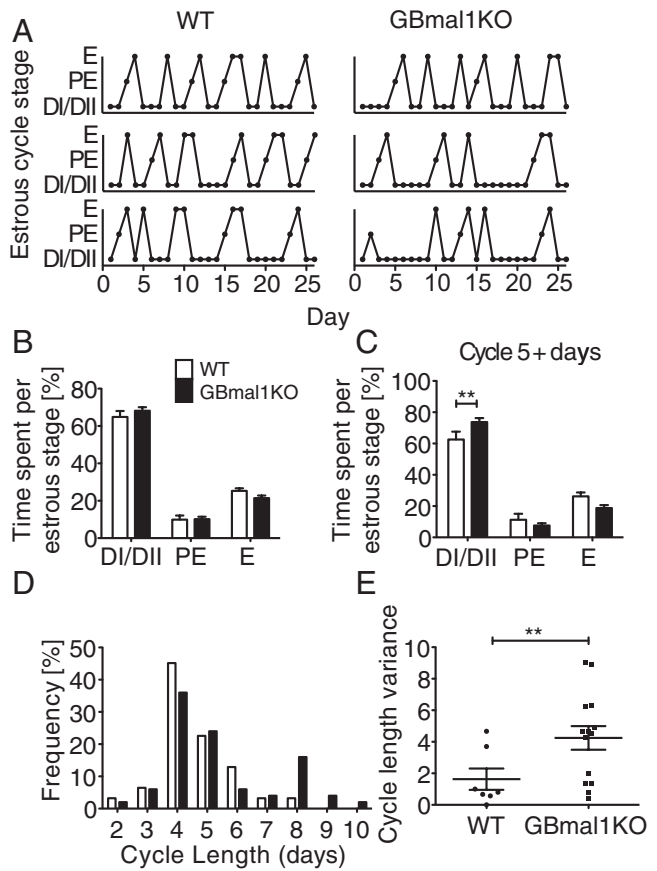 A
WT
GBmal1KO
Estrous cycle stage
E
PE
DI/DII
E
PE
DI/DII
E
PE
DI/DII
0 5 10 15 20 25
0 5 10 15 20 25
Day
B
WT
GBmal1KO
Time spent per
estrous stage [%]
80
60
40
20
0
DI/DII PE E
C
Cycle 5+ days
Time spent per
estrous stage [%]
100
80
60
40
20
0
**
DI/DII PE E
D
Frequency [%]
50
40
30
20
10
0
2 3 4 5 6 7 8 9 10
Cycle Length (days)
E
Cycle length variance
10
8
6
4
2
0
**
WT GBmal1KO